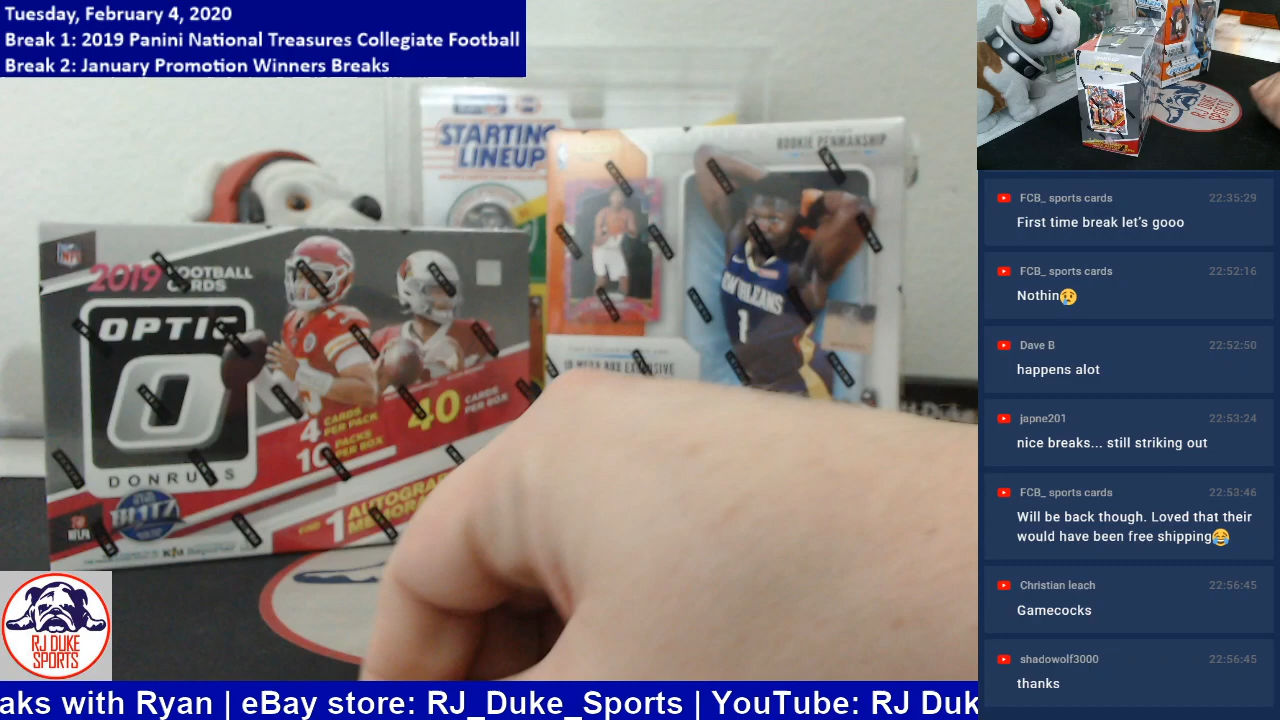 Tuesday, February 4, 2020
Break 1: 2019 Panini National Treasures Collegiate Football
Break 2: January Promotion Winners Breaks
STARTING
LINEUP
ROOKIE PENMANSHIP
NFL
2019 FOOTBALL
CARDS
OPTIC
DONRUSS
4 CARDS
PER PACK
10 PACKS
PER BOX
40 CARDS
PER BOX
1 AUTOGRAPH
BLITZ
NFLPA
NEW ORLEANS
1
RJ DUKE
SPORTS
aks with Ryan | eBay store: RJ_Duke_Sports | YouTube: RJ Duk
FCB_ sports cards 22:35:29
First time break let's gooo
FCB_ sports cards 22:52:16
Nothin😢
Dave B 22:52:50
happens alot
japne201 22:53:24
nice breaks... still striking out
FCB_ sports cards 22:53:46
Will be back though. Loved that their
would have been free shipping😂
Christian leach 22:56:45
Gamecocks
shadowolf3000 22:56:45
thanks